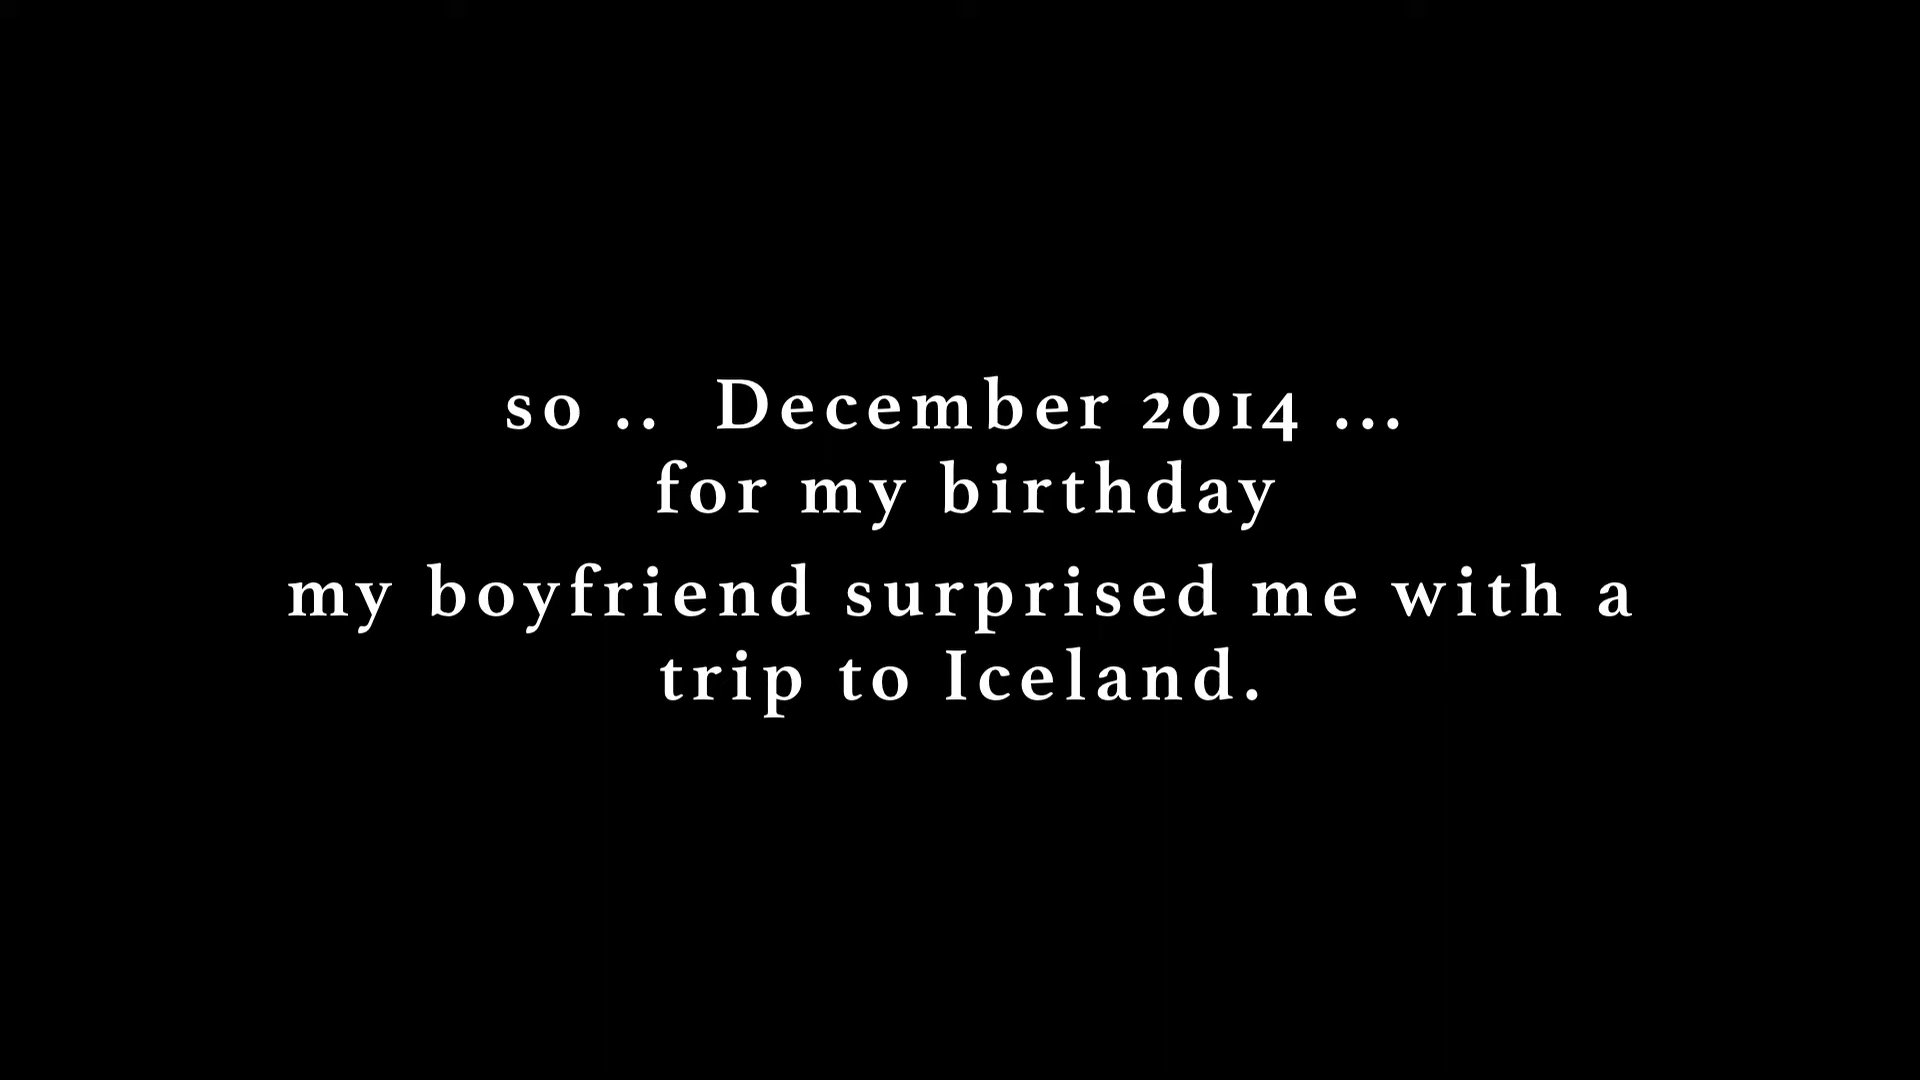 so ..  December 2014 ...
for my birthday
my boyfriend surprised me with a
trip to Iceland.